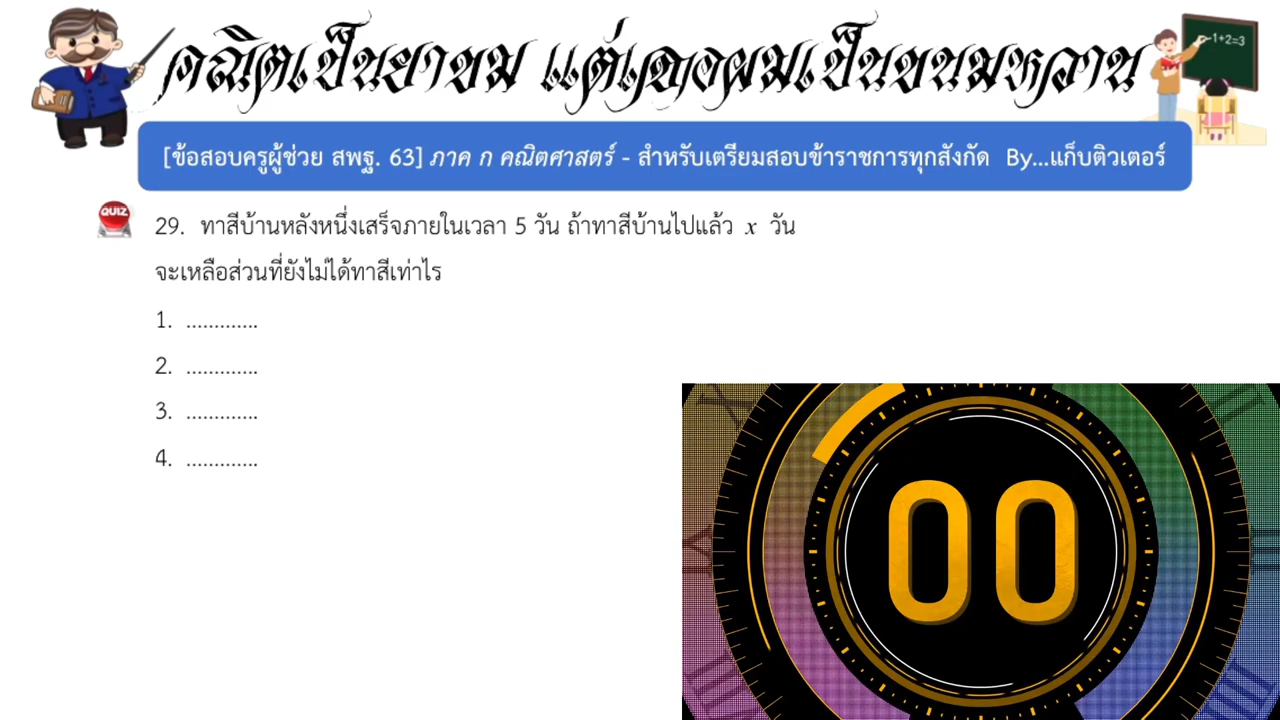 คณิตเป็นยาขม แต่เคอผมเป็นขนมหวาน
-1+2=3
[ข้อสอบครูผู้ช่วย สพฐ. 63] ภาค ก คณิตศาสตร์ - สำหรับเตรียมสอบข้าราชการทุกสังกัด By...แก็บติวเตอร์
QUIZ
29. ทาสีบ้านหลังหนึ่งเสร็จภายในเวลา 5 วัน ถ้าทาสีบ้านไปแล้ว x วัน
จะเหลือส่วนที่ยังไม่ได้ทาสีเท่าไร
1. .............
2. .............
3. .............
4. .............
00